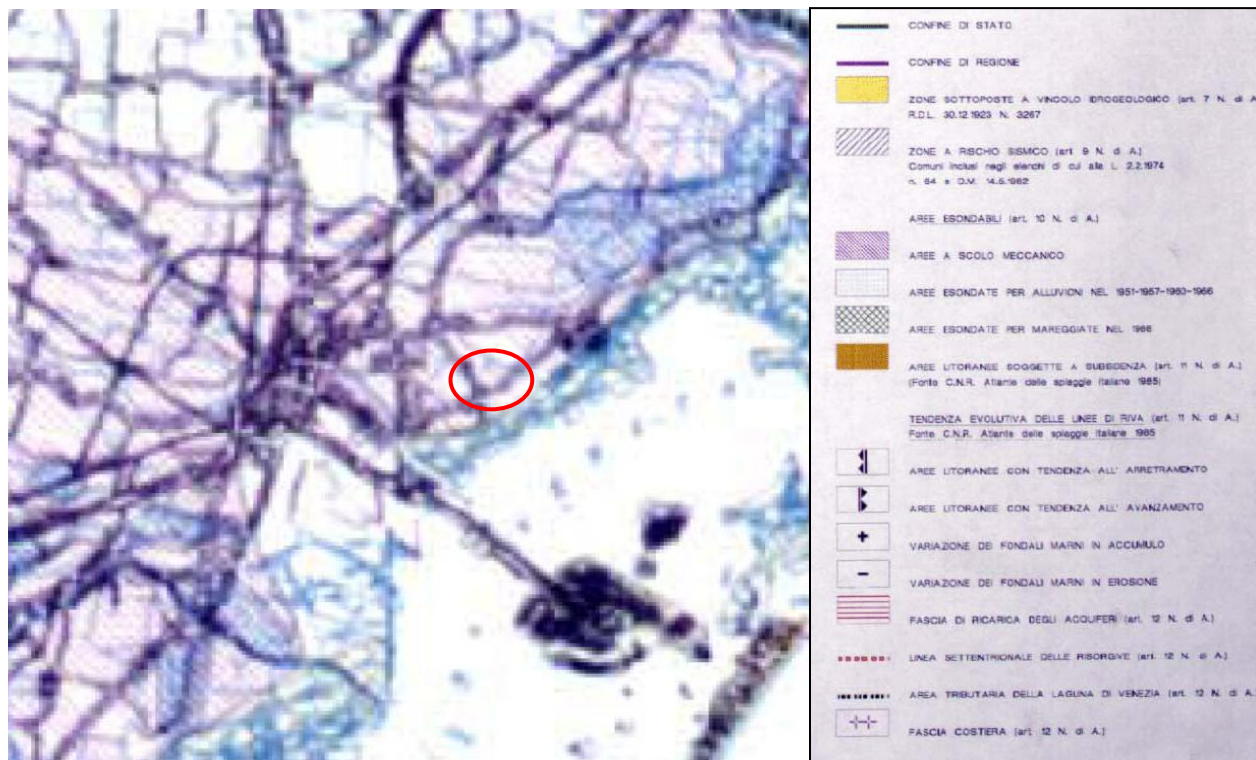 CONFINE DI STATO
CONFINE DI REGIONE
ZONE SOTTOPOSTE A VINCOLO IDROGEOLOGICO (art. 7 N. di A
R.D.L. 30.12.1923 N. 3267
ZONE A RISCHIO SISMICO (art. 9 N. di A.)
Comuni inclusi negli elenchi di cui alla L. 2.2.1974
n. 64 e D.M. 14.5.1982
AREE ESONDABILI (art. 10 N. di A.)
AREE A SCOLO MECCANICO
AREE ESONDATE PER ALLUVIONI NEL 1951-1957-1960-1966
AREE ESONDATE PER MAREGGIATE NEL 1966
AREE LITORANEE SOGGETTE A SUBSIDENZA (art. 11 N. di A.)
(Fonte C.N.R. Atlante delle spiagge italiane 1985)
TENDENZA EVOLUTIVA DELLE LINEE DI RIVA (art. 11 N. di A.)
Fonte C.N.R. Atlante delle spiagge italiane 1985
AREE LITORANEE CON TENDENZA ALL' ARRETRAMENTO
AREE LITORANEE CON TENDENZA ALL' AVANZAMENTO
VARIAZIONE DEI FONDALI MARINI IN ACCUMULO
VARIAZIONE DEI FONDALI MARINI IN EROSIONE
FASCIA DI RICARICA DEGLI ACQUIFERI (art. 12 N. di A.)
LINEA SETTENTRIONALE DELLE RISORGIVE (art. 12 N. di A.)
AREA TRIBUTARIA DELLA LAGUNA DI VENEZIA (art. 12 N. di A.
FASCIA COSTIERA (art. 12 N. di A.)